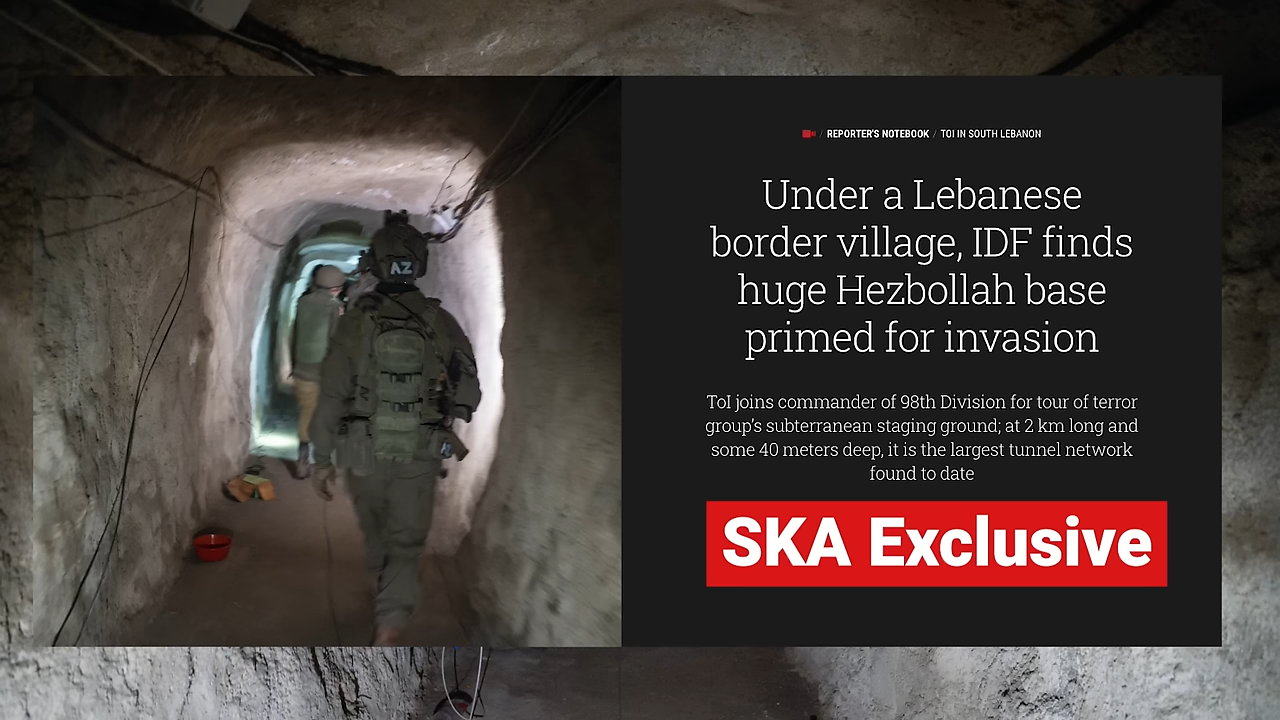 / REPORTER'S NOTEBOOK / TOI IN SOUTH LEBANON
Under a Lebanese
border village, IDF finds
huge Hezbollah base
primed for invasion
ToI joins commander of 98th Division for tour of terror
group's subterranean staging ground; at 2 km long and
some 40 meters deep, it is the largest tunnel network
found to date
SKA Exclusive
AZ